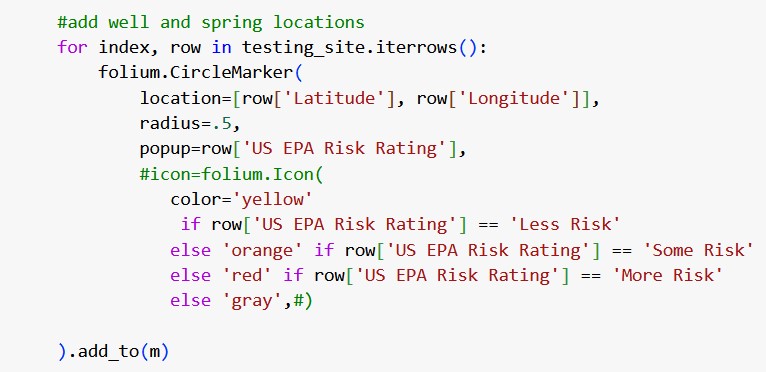 #add well and spring locations
for index, row in testing_site.iterrows():
    folium.CircleMarker(
        location=[row['Latitude'], row['Longitude']],
        radius=.5,
        popup=row['US EPA Risk Rating'],
        #icon=folium.Icon(
           color='yellow'
            if row['US EPA Risk Rating'] == 'Less Risk'
           else 'orange' if row['US EPA Risk Rating'] == 'Some Risk'
           else 'red' if row['US EPA Risk Rating'] == 'More Risk'
           else 'gray',#)
).add_to(m)